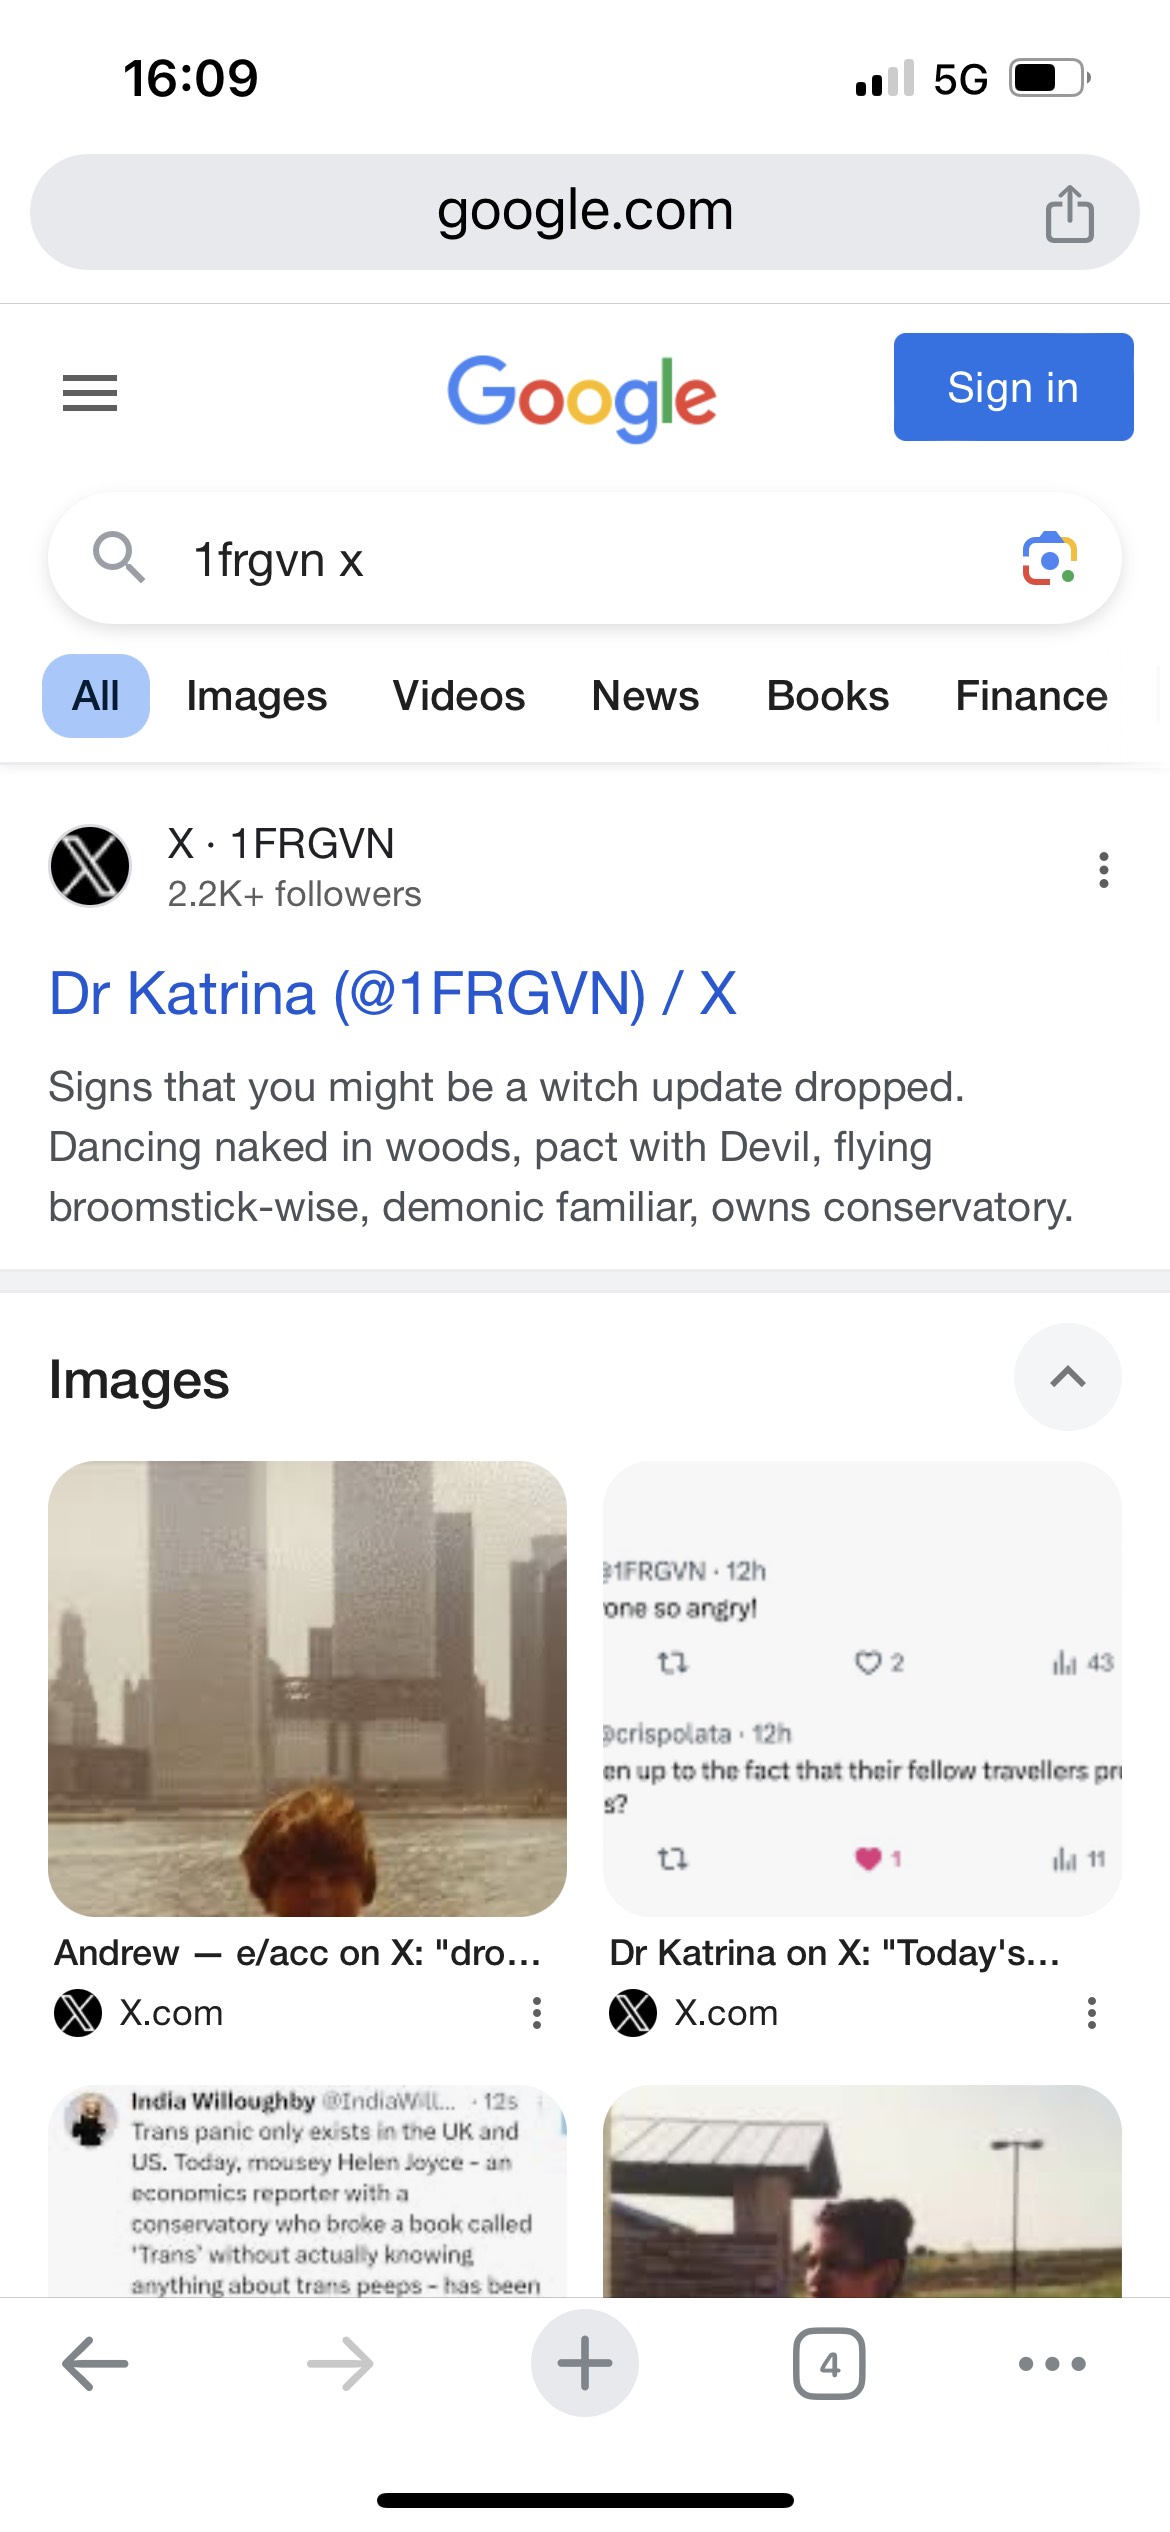 16:09
5G
google.com
Google
Sign in
1frgvn x
All Images Videos News Books Finance
X · 1FRGVN
2.2K+ followers
Dr Katrina (@1FRGVN) / X
Signs that you might be a witch update dropped.
Dancing naked in woods, pact with Devil, flying
broomstick-wise, demonic familiar, owns conservatory.
Images
@1FRGVN · 12h
one so angry!
2 43
@crispolata · 12h
en up to the fact that their fellow travellers
s?
1 11
Andrew — e/acc on X: "dro...
X.com
Dr Katrina on X: "Today's...
X.com
India Willoughby @IndiaWill... · 12s
Trans panic only exists in the UK and
US. Today, mousey Helen Joyce - an
economics reporter with a
conservatory who broke a book called
'Trans' without actually knowing
anything about trans peeps - has been
4